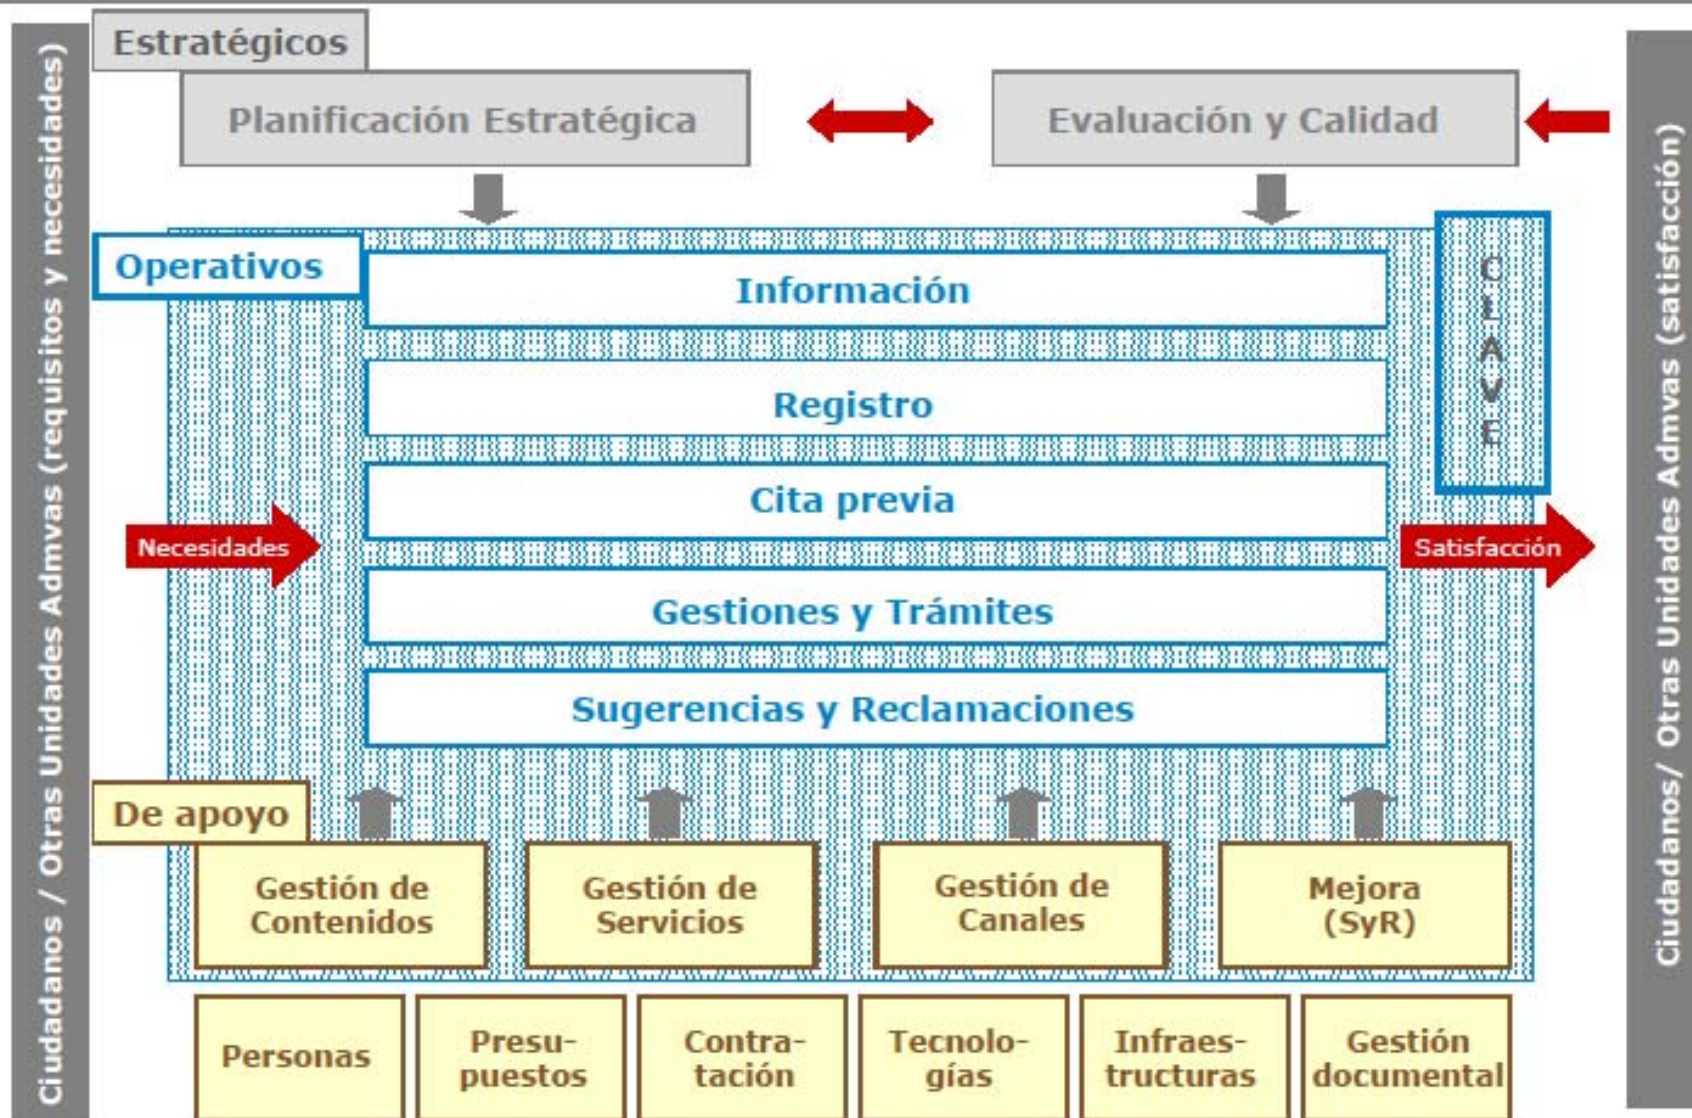 Estratégicos
Planificación Estratégica
Evaluación y Calidad
Ciudadanos / Otras Unidades Admvas (requisitos y necesidades)
Operativos
Información
Registro
Cita previa
Gestiones y Trámites
Sugerencias y Reclamaciones
CLAVE
Necesidades
Satisfacción
Ciudadanos/ Otras Unidades Admvas (satisfacción)
De apoyo
Gestión de
Contenidos
Gestión de
Servicios
Gestión de
Canales
Mejora
(SyR)
Personas
Presu-
puestos
Contra-
tación
Tecnolo-
gías
Infraes-
tructuras
Gestión
documental